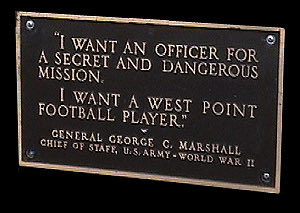 "I WANT AN OFFICER FOR
A SECRET AND DANGEROUS
MISSION.
I WANT A WEST POINT
FOOTBALL PLAYER."
GENERAL GEORGE C. MARSHALL
CHIEF OF STAFF, U.S. ARMY-WORLD WAR II